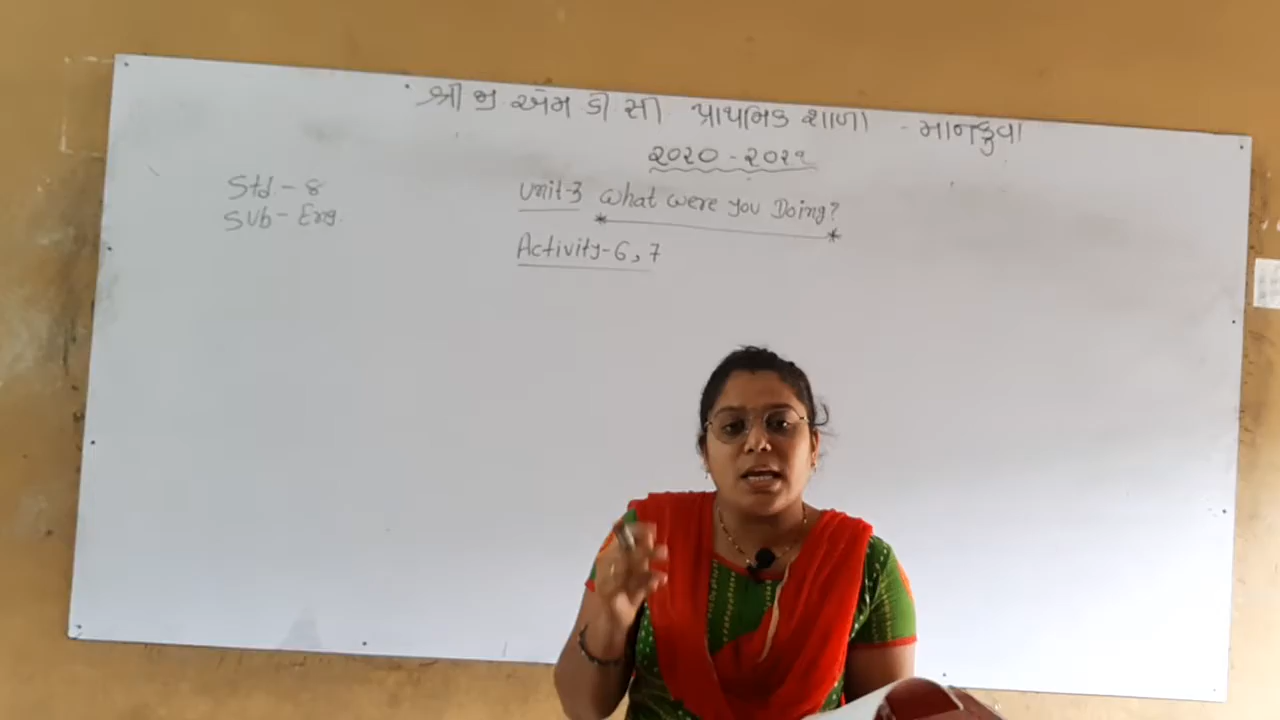 શ્રી જી એમ ડી સી પ્રાથમિક શાળા - માનકુવા
૨૦૨૦ - ૨૦૨૧
Std - 8
Sub - Eng.
Unit-3 What were you Doing?
Activity-6, 7